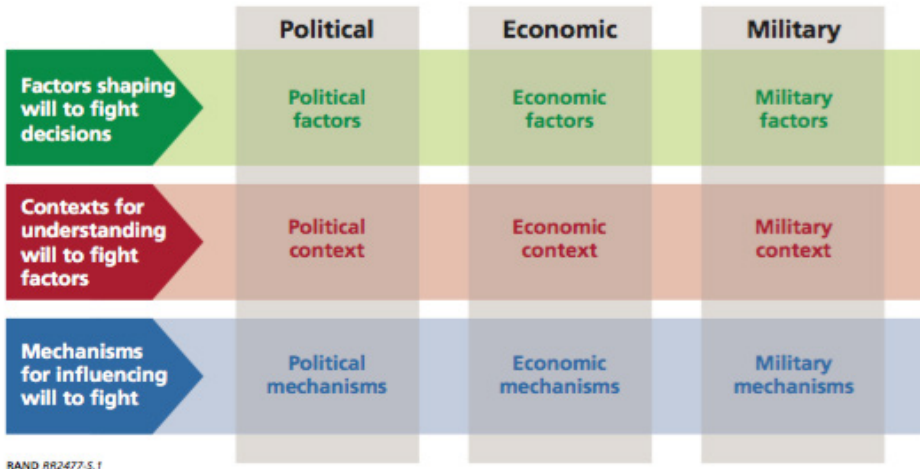 Political Economic Military
Factors shaping
will to fight
decisions
Political
factors
Economic
factors
Military
factors
Contexts for
understanding
will to fight
factors
Political
context
Economic
context
Military
context
Mechanisms
for influencing
will to fight
Political
mechanisms
Economic
mechanisms
Military
mechanisms
RAND RR2477-S.1